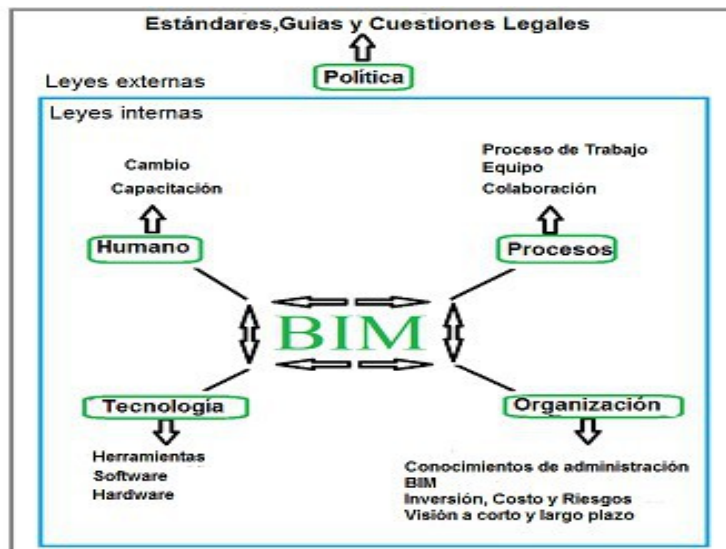 Estándares,Guias y Cuestiones Legales
Política
Leyes externas
Leyes internas
Cambio
Capacitación
Humano
Proceso de Trabajo
Equipo
Colaboración
Procesos
BIM
Tecnología
Herramientas
Software
Hardware
Organización
Conocimientos de administración
BIM
Inversión, Costo y Riesgos
Visión a corto y largo plazo